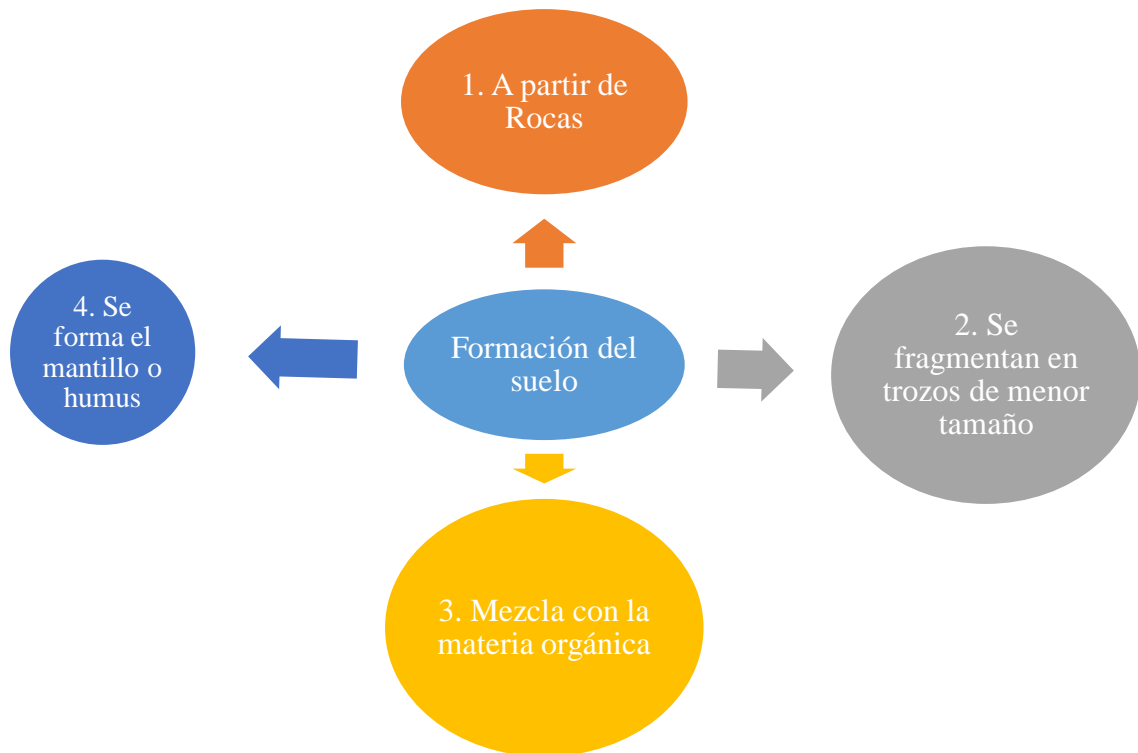 1. A partir de
Rocas
4. Se
forma el
mantillo o
humus
Formación del
suelo
2. Se
fragmentan en
trozos de menor
tamaño
3. Mezcla con la
materia orgánica